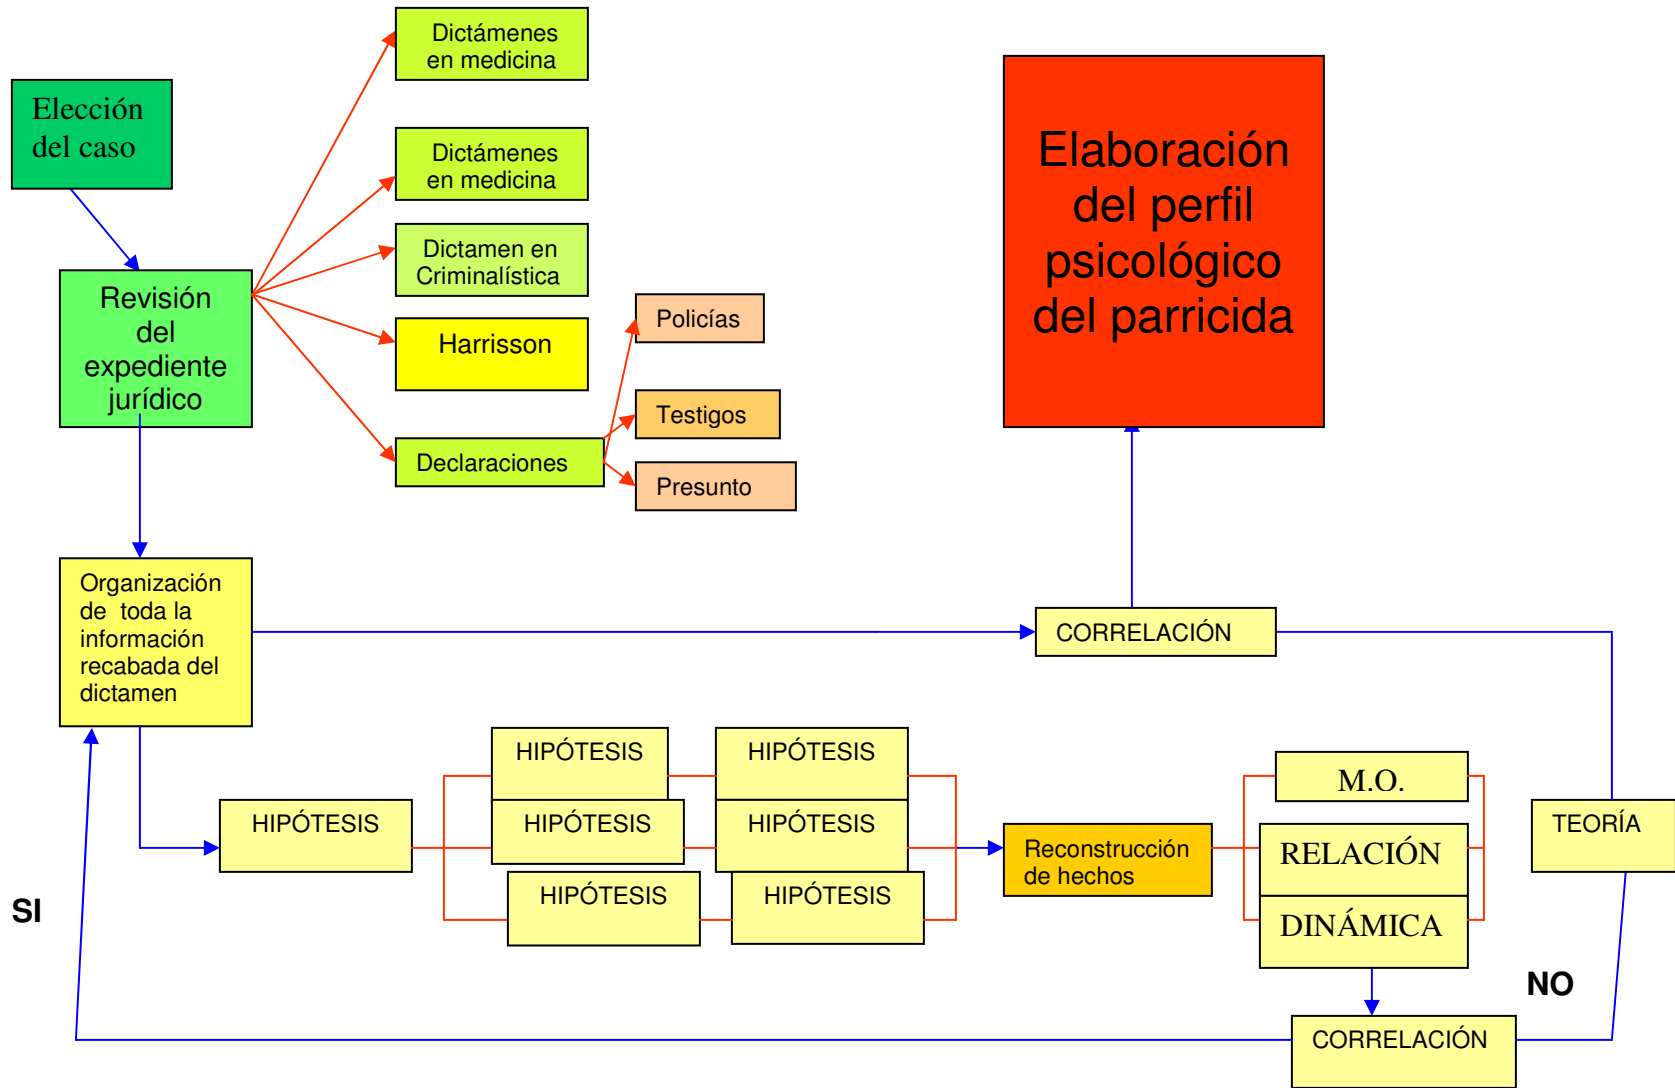 Elección
del caso
Revisión
del
expediente
jurídico
Dictámenes
en medicina
Dictámenes
en medicina
Dictamen en
Criminalística
Harrisson
Declaraciones
Policías
Testigos
Presunto
Elaboración
del perfil
psicológico
del parricida
Organización
de toda la
información
recabada del
dictamen
CORRELACIÓN
HIPÓTESIS
HIPÓTESIS
HIPÓTESIS
HIPÓTESIS
HIPÓTESIS
HIPÓTESIS
HIPÓTESIS
Reconstrucción
de hechos
M.O.
RELACIÓN
DINÁMICA
TEORÍA
SI
NO
CORRELACIÓN